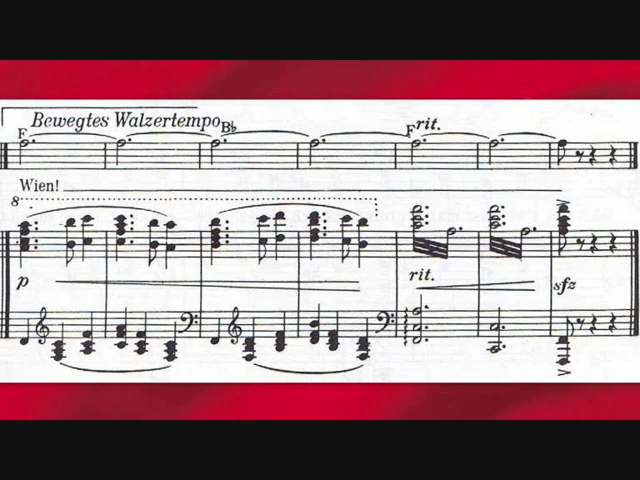 Bewegtes Walzertempo
F B♭ F rit.
Wien!
8
p rit. sfz